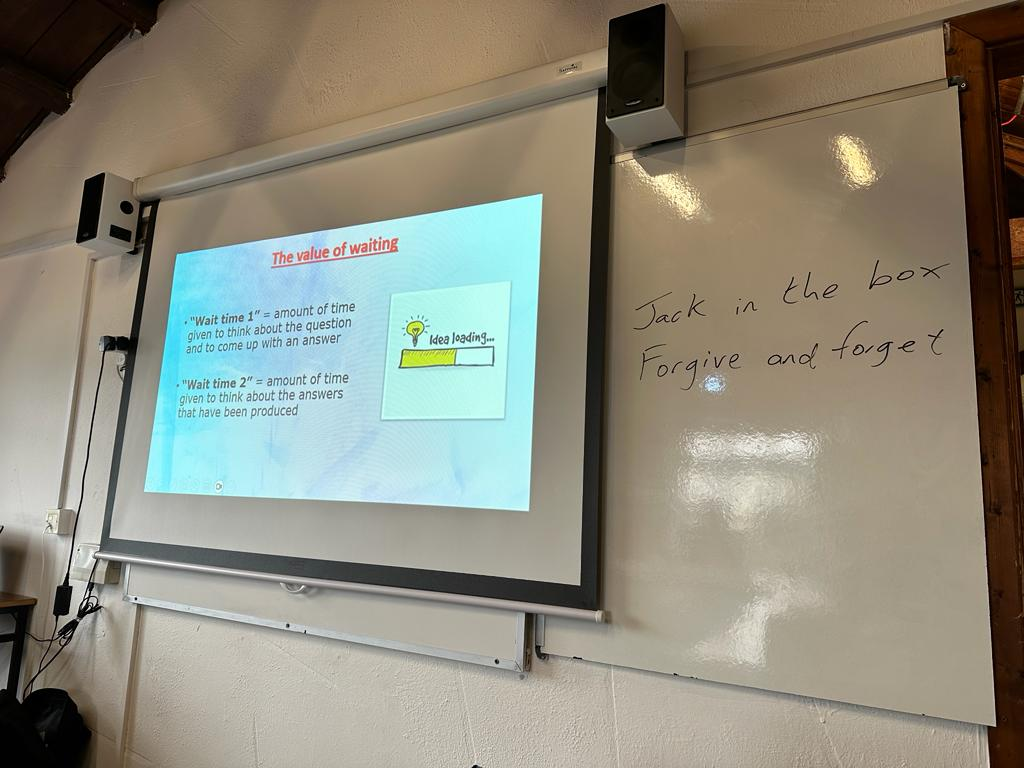 The value of waiting
• "Wait time 1" = amount of time
given to think about the question
and to come up with an answer
• "Wait time 2" = amount of time
given to think about the answers
that have been produced
Idea loading...
Jack in the box
Forgive and forget